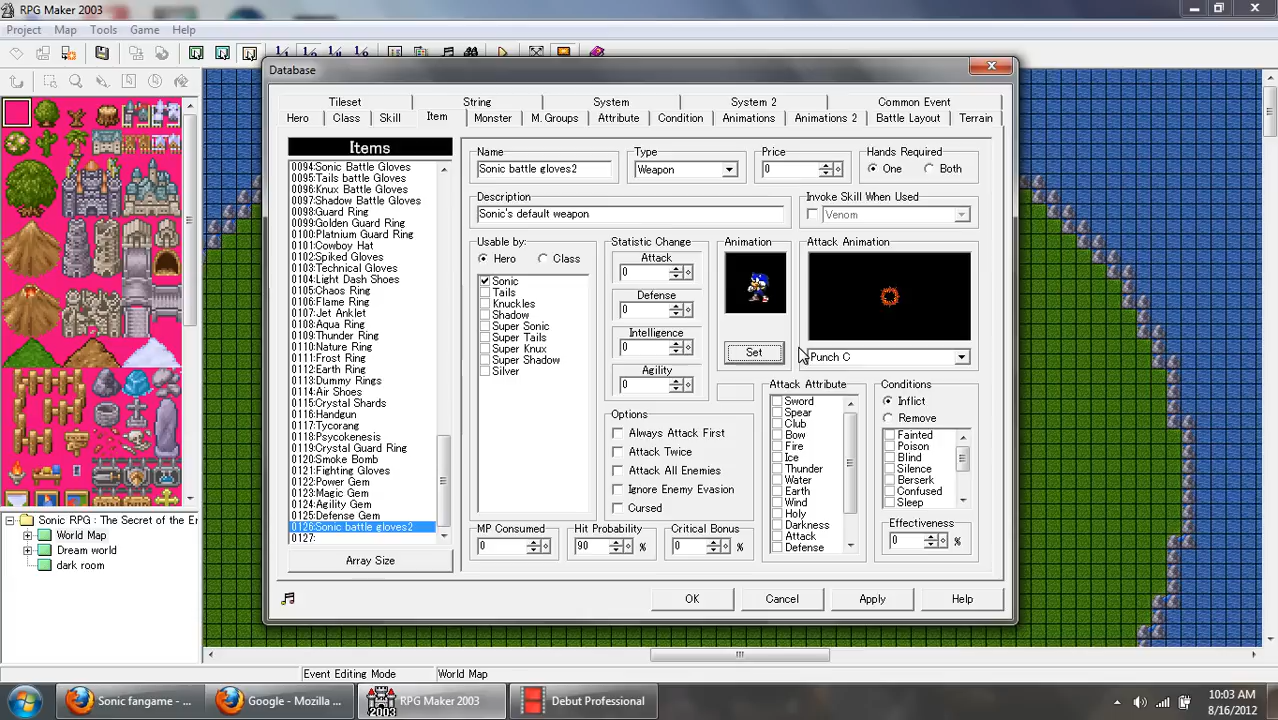 RPG Maker 2003
Project Map Tools Game Help
Database
Tileset String System System 2 Common Event
Hero Class Skill Item Monster M.Groups Attribute Condition Animations Animations 2 Battle Layout Terrain
Items
0094:Sonic Battle Gloves
0095:Tails battle Gloves
0096:Knux Battle Gloves
0097:Shadow Battle Gloves
0098:Guard Ring
0099:Golden Guard Ring
0100:Platnium Guard Ring
0101:Cowboy Hat
0102:Spiked Gloves
0103:Technical Gloves
0104:Light Dash Shoes
0105:Chaos Ring
0106:Flame Ring
0107:Jet Anklet
0108:Aqua Ring
0109:Thunder Ring
0110:Nature Ring
0111:Frost Ring
0112:Earth Ring
0113:Dummy Rings
0114:Air Shoes
0115:Crystal Shards
0116:Handgun
0117:Tycorang
0118:Psycokenesis
0119:Crystal Guard Ring
0120:Smoke Bomb
0121:Fighting Gloves
0122:Power Gem
0123:Magic Gem
0124:Agility Gem
0125:Defense Gem
0126:Sonic battle gloves2
0127:
Array Size
Name
Sonic battle gloves2
Type
Weapon
Price
0
Hands Required
One Both
Description
Sonic's default weapon
Invoke Skill When Used
Venom
Usable by:
Hero Class
Sonic
Tails
Knuckles
Shadow
Super Sonic
Super Tails
Super Knux
Super Shadow
Silver
Statistic Change
Attack
0
Defense
0
Intelligence
0
Agility
0
Animation
Set
Attack Animation
Punch C
Options
Always Attack First
Attack Twice
Attack All Enemies
Ignore Enemy Evasion
Cursed
Attack Attribute
Sword
Spear
Club
Bow
Fire
Ice
Thunder
Water
Earth
Wind
Holy
Darkness
Attack
Defense
Conditions
Inflict
Remove
Fainted
Poison
Blind
Silence
Berserk
Confused
Sleep
Effectiveness
0 %
MP Consumed
0
Hit Probability
90 %
Critical Bonus
0 %
OK Cancel Apply Help
Sonic RPG : The Secret of the Er
World Map
Dream world
dark room
Event Editing Mode World Map
Sonic fangame - ... Google - Mozilla ... RPG Maker 2003 Debut Professional
10:03 AM
8/16/2012